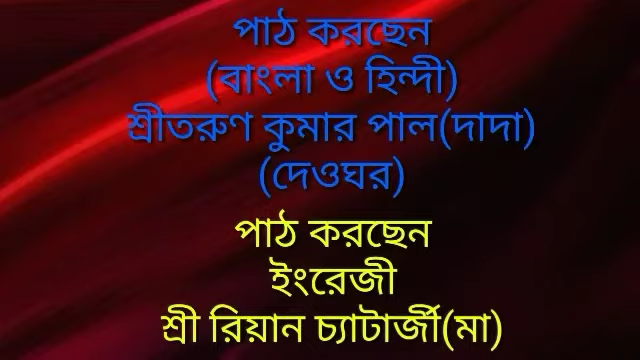 পাঠ করছেন
(বাংলা ও হিন্দী)
শ্রীতরুণ কুমার পাল(দাদা)
(দেওঘর)
পাঠ করছেন
ইংরেজী
শ্রী রিয়ান চ্যাটার্জী(মা)